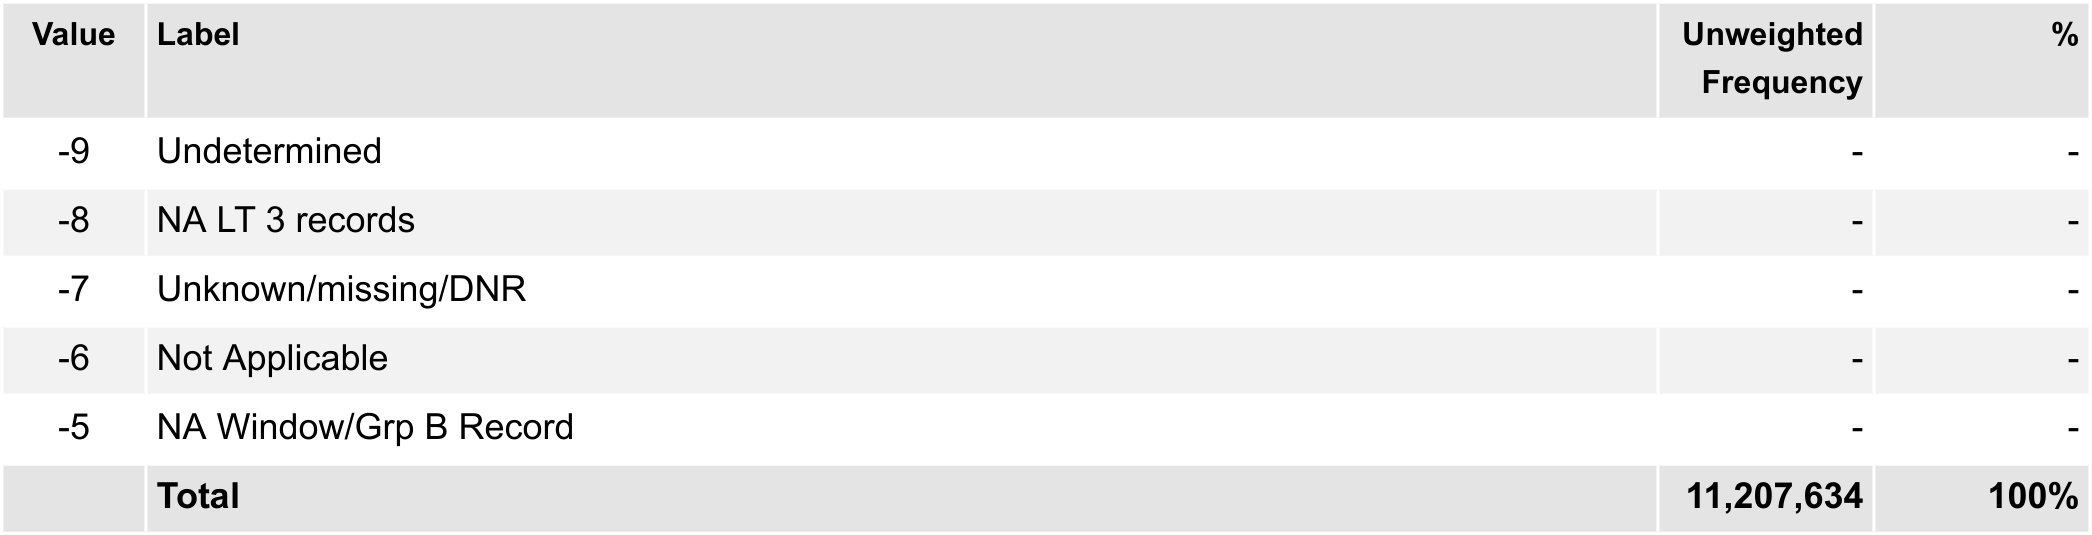 Value Label Unweighted Frequency %
-9 Undetermined - -
-8 NA LT 3 records - -
-7 Unknown/missing/DNR - -
-6 Not Applicable - -
-5 NA Window/Grp B Record - -
Total 11,207,634 100%